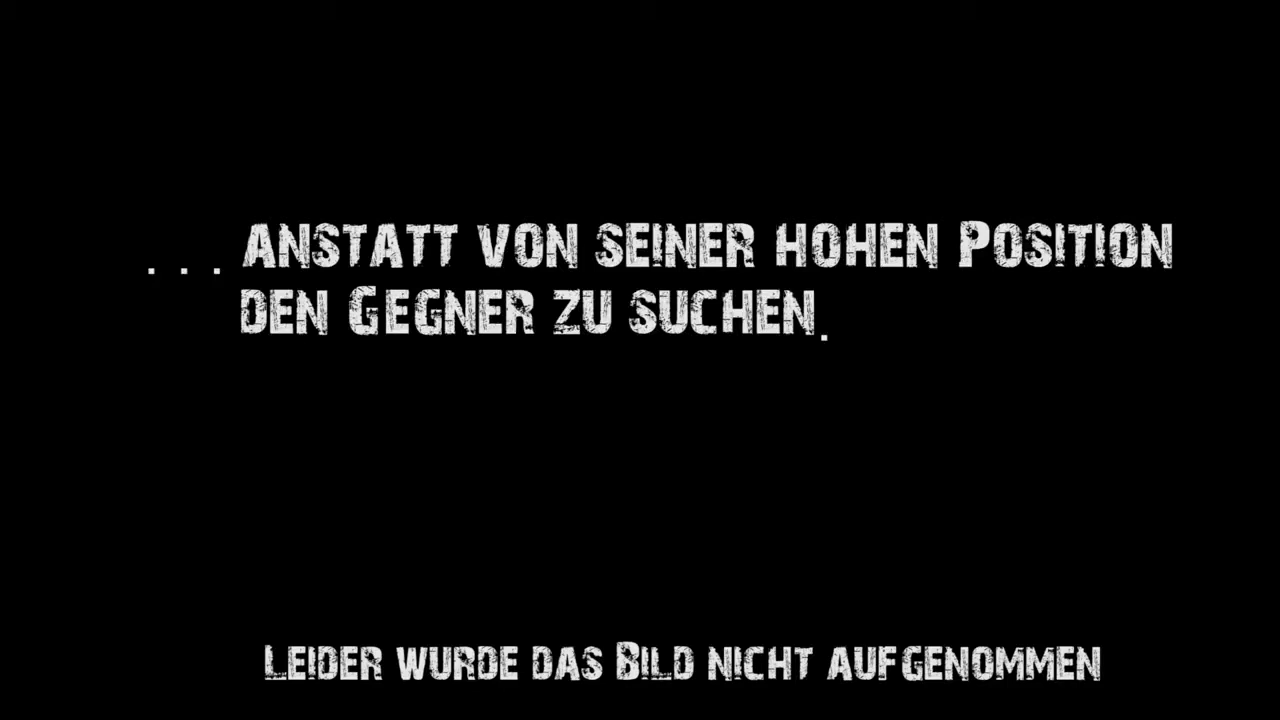 ... anstatt von seiner hohen Position
den Gegner zu suchen.
Leider wurde das Bild nicht aufgenommen